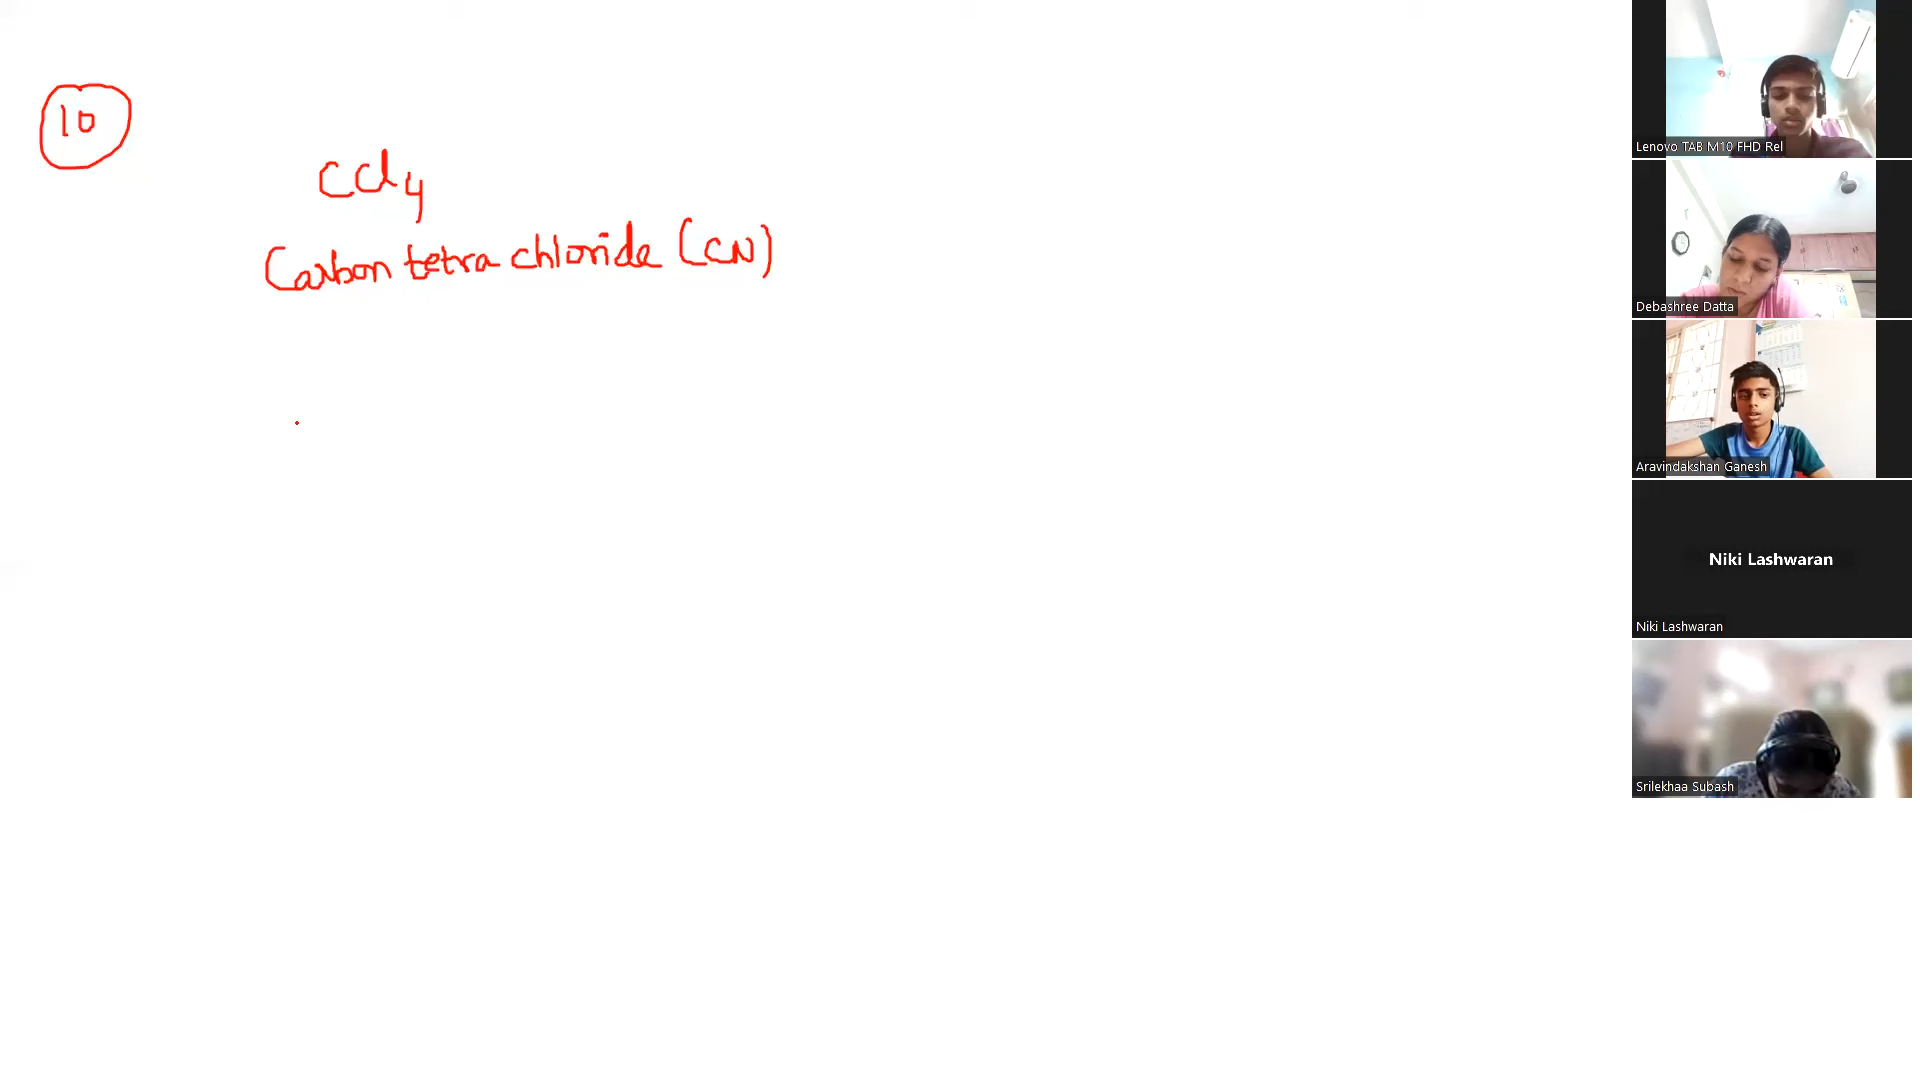 10
CCl4
Carbon tetra chloride (CN)
Lenovo TAB M10 FHD Rel
Debashree Datta
Aravindakshan Ganesh
Niki Lashwaran
Niki Lashwaran
Srilekhaa Subash